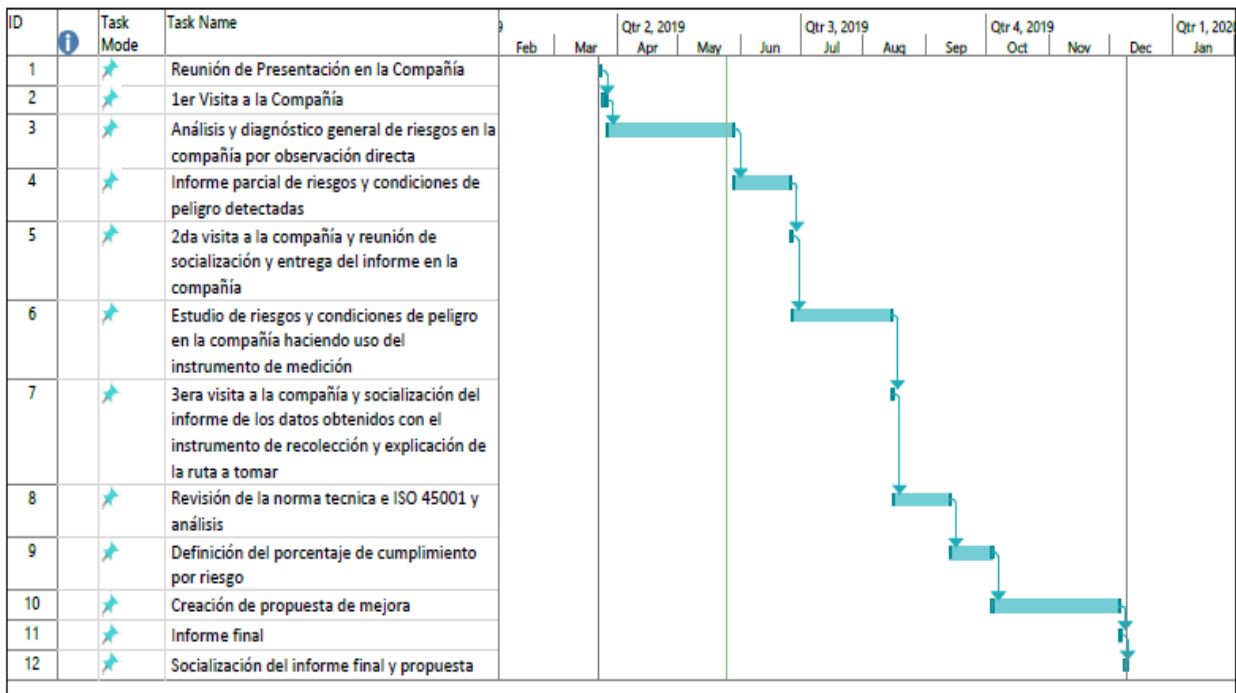 ID
Task
Mode
Task Name
9
Qtr 2, 2019
Qtr 3, 2019
Qtr 4, 2019
Qtr 1, 2020
Feb Mar Apr May Jun Jul Aug Sep Oct Nov Dec Jan
1 Reunión de Presentación en la Compañía
2 1er Visita a la Compañía
3 Análisis y diagnóstico general de riesgos en la
compañía por observación directa
4 Informe parcial de riesgos y condiciones de
peligro detectadas
5 2da visita a la compañía y reunión de
socialización y entrega del informe en la
compañía
6 Estudio de riesgos y condiciones de peligro
en la compañía haciendo uso del
instrumento de medición
7 3era visita a la compañía y socialización del
informe de los datos obtenidos con el
instrumento de recolección y explicación de
la ruta a tomar
8 Revisión de la norma tecnica e ISO 45001 y
análisis
9 Definición del porcentaje de cumplimiento
por riesgo
10 Creación de propuesta de mejora
11 Informe final
12 Socialización del informe final y propuesta